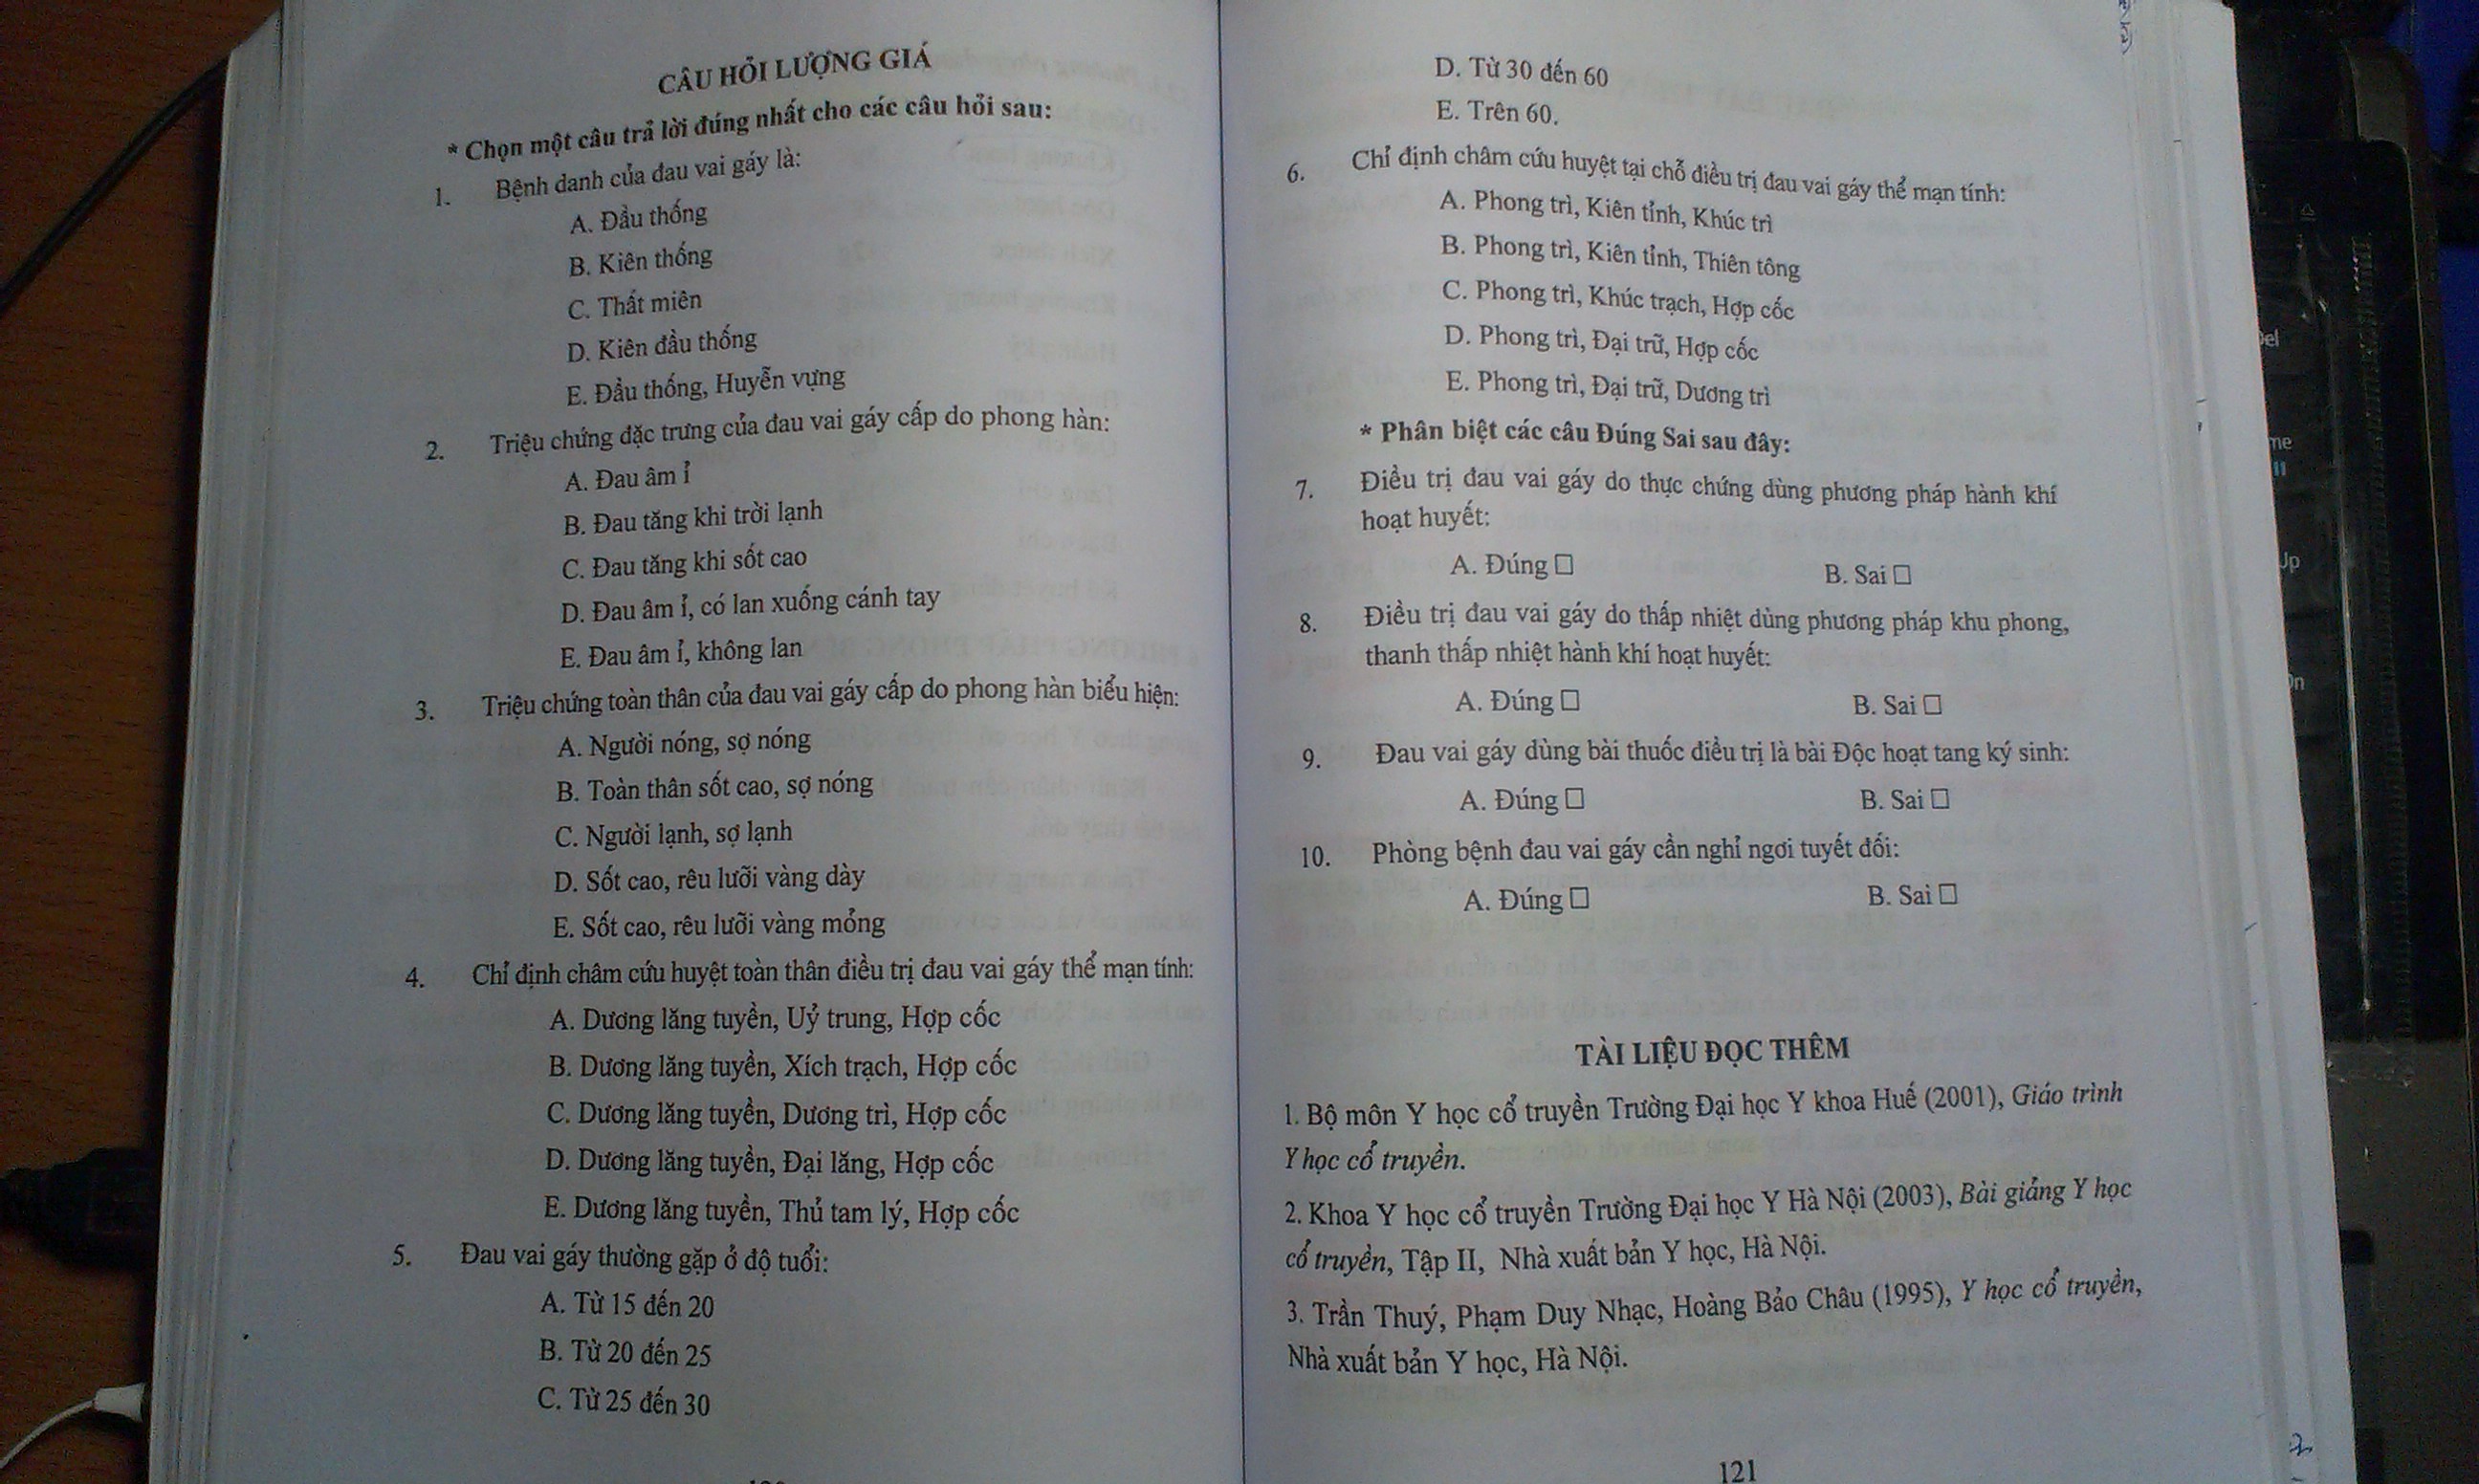 CÂU HỎI LƯỢNG GIÁ
* Chọn một câu trả lời đúng nhất cho các câu hỏi sau:
1. Bệnh danh của đau vai gáy là:
A. Đầu thống
B. Kiên thống
C. Thất miên
D. Kiên đầu thống
E. Đầu thống, Huyễn vựng
2. Triệu chứng đặc trưng của đau vai gáy cấp do phong hàn:
A. Đau âm ỉ
B. Đau tăng khi trời lạnh
C. Đau tăng khi sốt cao
D. Đau âm ỉ, có lan xuống cánh tay
E. Đau âm ỉ, không lan
3. Triệu chứng toàn thân của đau vai gáy cấp do phong hàn biểu hiện:
A. Người nóng, sợ nóng
B. Toàn thân sốt cao, sợ nóng
C. Người lạnh, sợ lạnh
D. Sốt cao, rêu lưỡi vàng dày
E. Sốt cao, rêu lưỡi vàng mỏng
4. Chỉ định châm cứu huyệt toàn thân điều trị đau vai gáy thể mạn tính:
A. Dương lăng tuyền, Uỷ trung, Hợp cốc
B. Dương lăng tuyền, Xích trạch, Hợp cốc
C. Dương lăng tuyền, Dương trì, Hợp cốc
D. Dương lăng tuyền, Đại lăng, Hợp cốc
E. Dương lăng tuyền, Thủ tam lý, Hợp cốc
5. Đau vai gáy thường gặp ở độ tuổi:
A. Từ 15 đến 20
B. Từ 20 đến 25
C. Từ 25 đến 30
D. Từ 30 đến 60
E. Trên 60.
6. Chỉ định châm cứu huyệt tại chỗ điều trị đau vai gáy thể mạn tính:
A. Phong trì, Kiên tỉnh, Khúc trì
B. Phong trì, Kiên tỉnh, Thiên tông
C. Phong trì, Khúc trạch, Hợp cốc
D. Phong trì, Đại trữ, Hợp cốc
E. Phong trì, Đại trữ, Dương trì
* Phân biệt các câu Đúng Sai sau đây:
7. Điều trị đau vai gáy do thực chứng dùng phương pháp hành khí
hoạt huyết:
A. Đúng □ B. Sai □
8. Điều trị đau vai gáy do thấp nhiệt dùng phương pháp khu phong,
thanh thấp nhiệt hành khí hoạt huyết:
A. Đúng □ B. Sai □
9. Đau vai gáy dùng bài thuốc điều trị là bài Độc hoạt tang ký sinh:
A. Đúng □ B. Sai □
10. Phòng bệnh đau vai gáy cần nghỉ ngơi tuyết đối:
A. Đúng □ B. Sai □
TÀI LIỆU ĐỌC THÊM
1. Bộ môn Y học cổ truyền Trường Đại học Y khoa Huế (2001), Giáo trình
Y học cổ truyền.
2. Khoa Y học cổ truyền Trường Đại học Y Hà Nội (2003), Bài giảng Y học
cổ truyền, Tập II, Nhà xuất bản Y học, Hà Nội.
3. Trần Thuý, Phạm Duy Nhạc, Hoàng Bảo Châu (1995), Y học cổ truyền,
Nhà xuất bản Y học, Hà Nội.
121